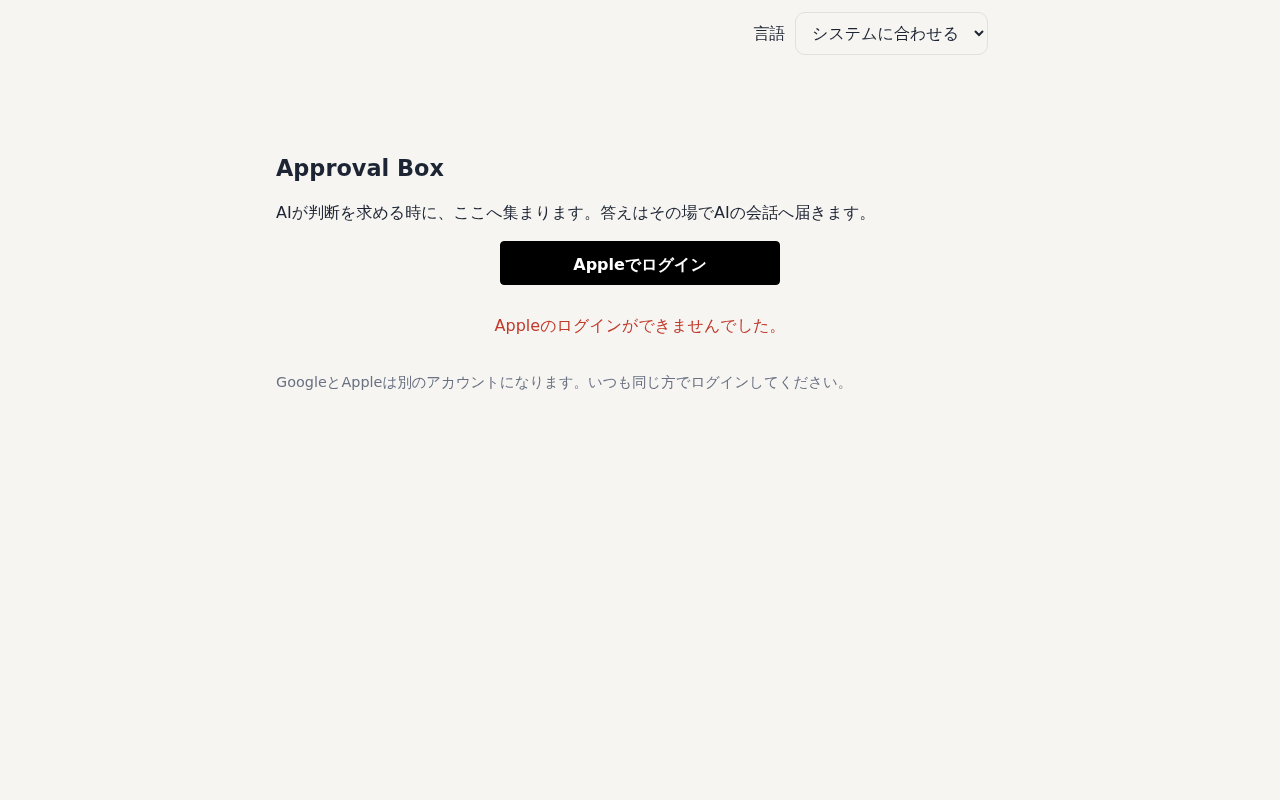 言語 システムに合わせる
Approval Box
AIが判断を求める時に、ここへ集まります。答えはその場でAIの会話へ届きます。
Appleでログイン
Appleのログインができませんでした。
GoogleとAppleは別のアカウントになります。いつも同じ方でログインしてください。